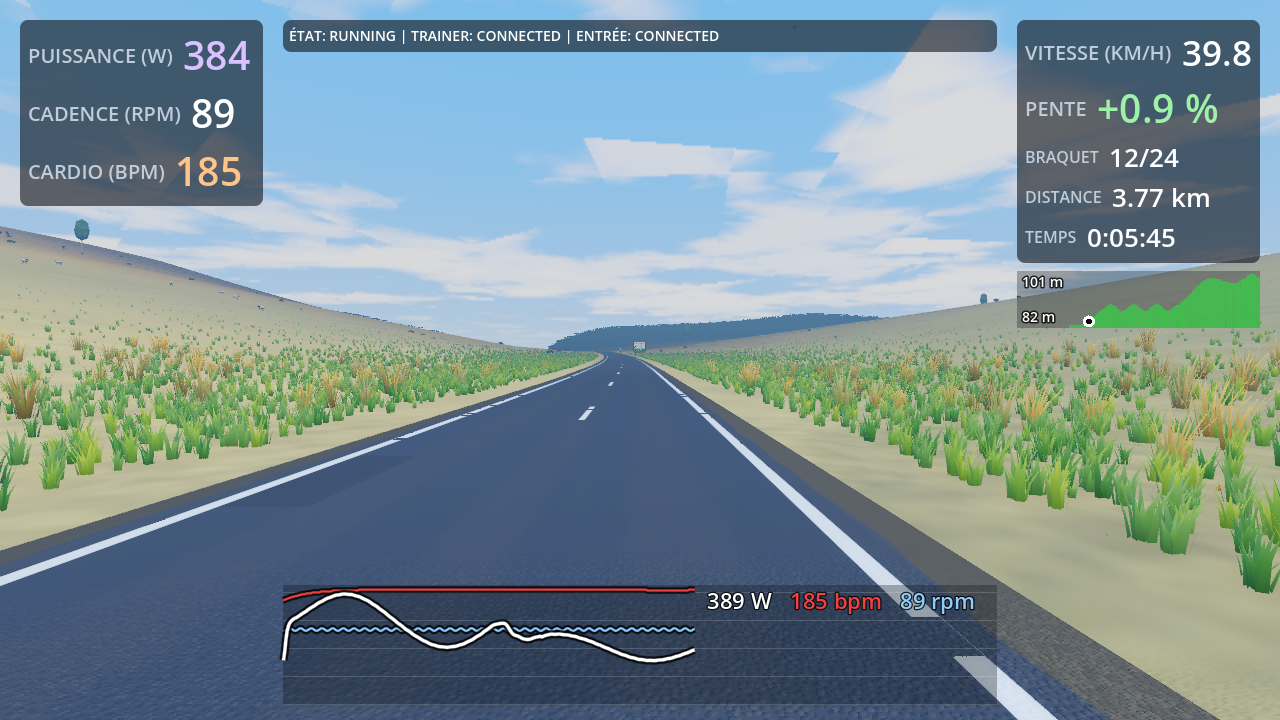 PUISSANCE (W) 384
CADENCE (RPM) 89
CARDIO (BPM) 185
ÉTAT: RUNNING | TRAINER: CONNECTED | ENTRÉE: CONNECTED
VITESSE (KM/H) 39.8
PENTE +0.9 %
BRAQUET 12/24
DISTANCE 3.77 km
TEMPS 0:05:45
101 m
82 m
389 W 185 bpm 89 rpm